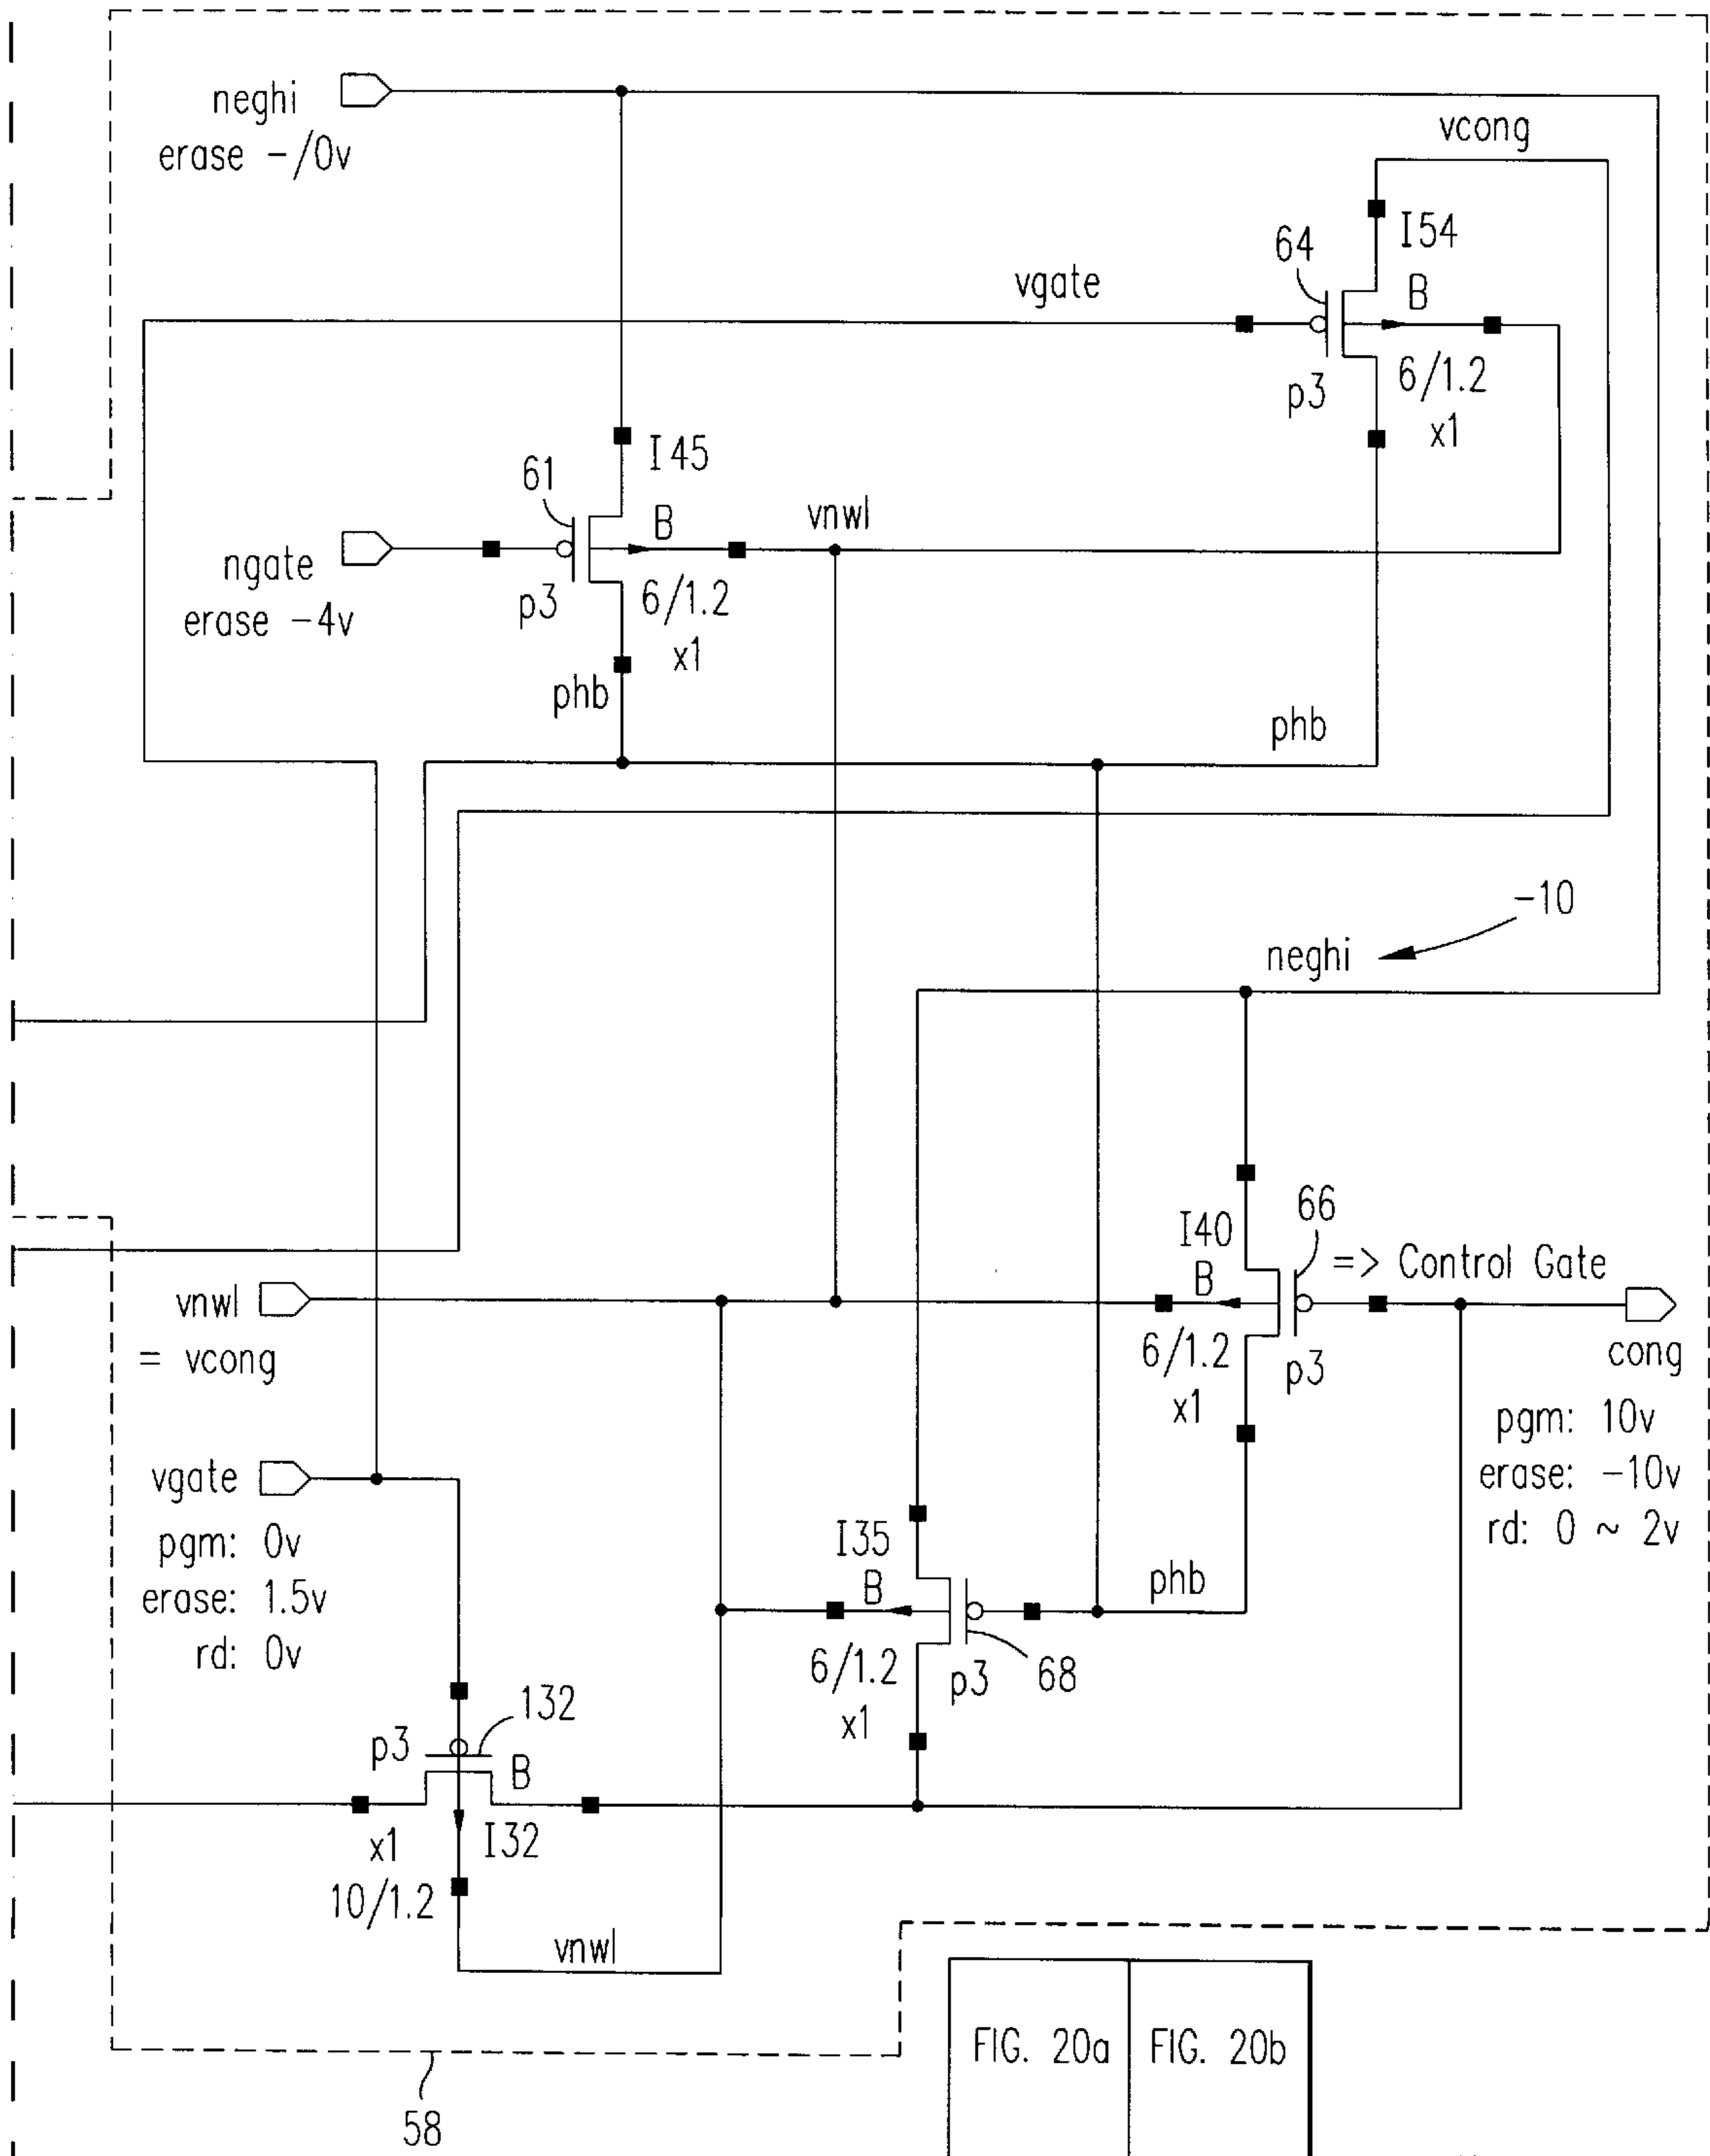 neghi
erase -/0v
vcong
I54
64
vgate
B
6/1.2
p3
x1
I45
61
B
vnwl
ngate
erase -4v
p3
6/1.2
x1
phb
phb
-10
neghi
66
I40
=> Control Gate
B
vnwl
= vcong
6/1.2
p3
x1
cong
pgm: 10v
erase: -10v
rd: 0 ~ 2v
vgate
pgm: 0v
erase: 1.5v
rd: 0v
I35
B
phb
6/1.2
p3
68
x1
132
p3
B
x1
I32
10/1.2
vnwl
58
FIG. 20a
FIG. 20b